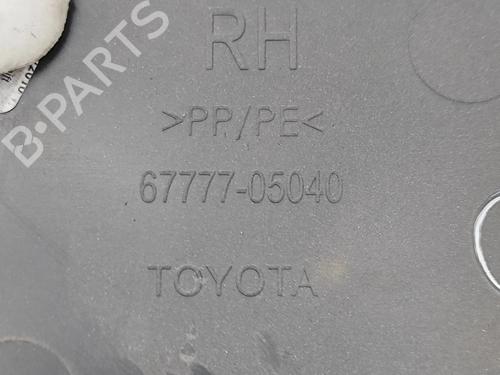 RH
>PP/PE<
67777-05040
TOYOTA
B-PARTS